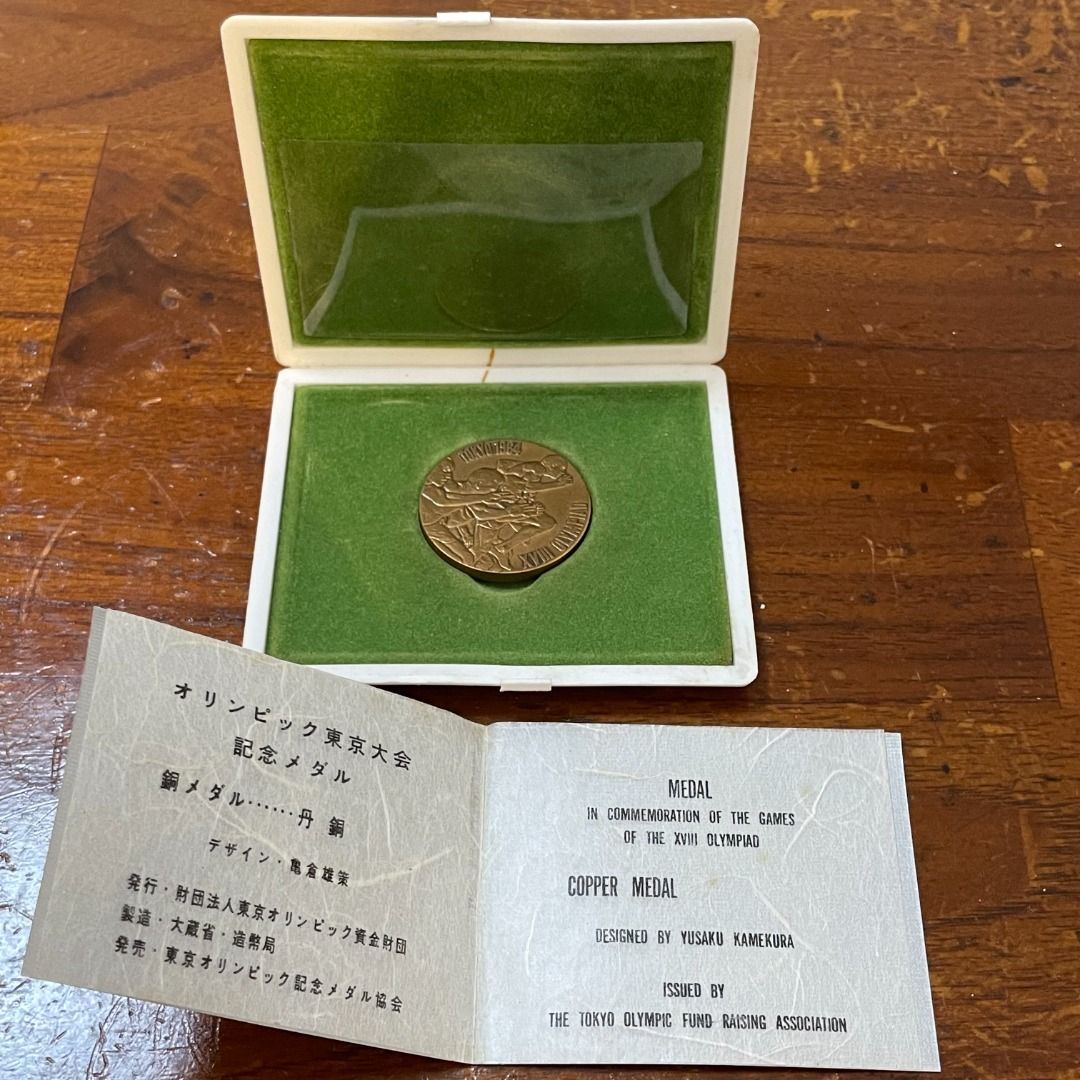 TOKYO 1964
XVIII OLYMPIAD
オリンピック東京大会
記念メダル
銅メダル……丹銅
デザイン・亀倉雄策
発行・財団法人東京オリンピック資金財団
製造・大蔵省・造幣局
発売・東京オリンピック記念メダル協会
MEDAL
IN COMMEMORATION OF THE GAMES
OF THE XVIII OLYMPIAD
COPPER MEDAL
DESIGNED BY YUSAKU KAMEKURA
ISSUED BY
THE TOKYO OLYMPIC FUND RAISING ASSOCIATION